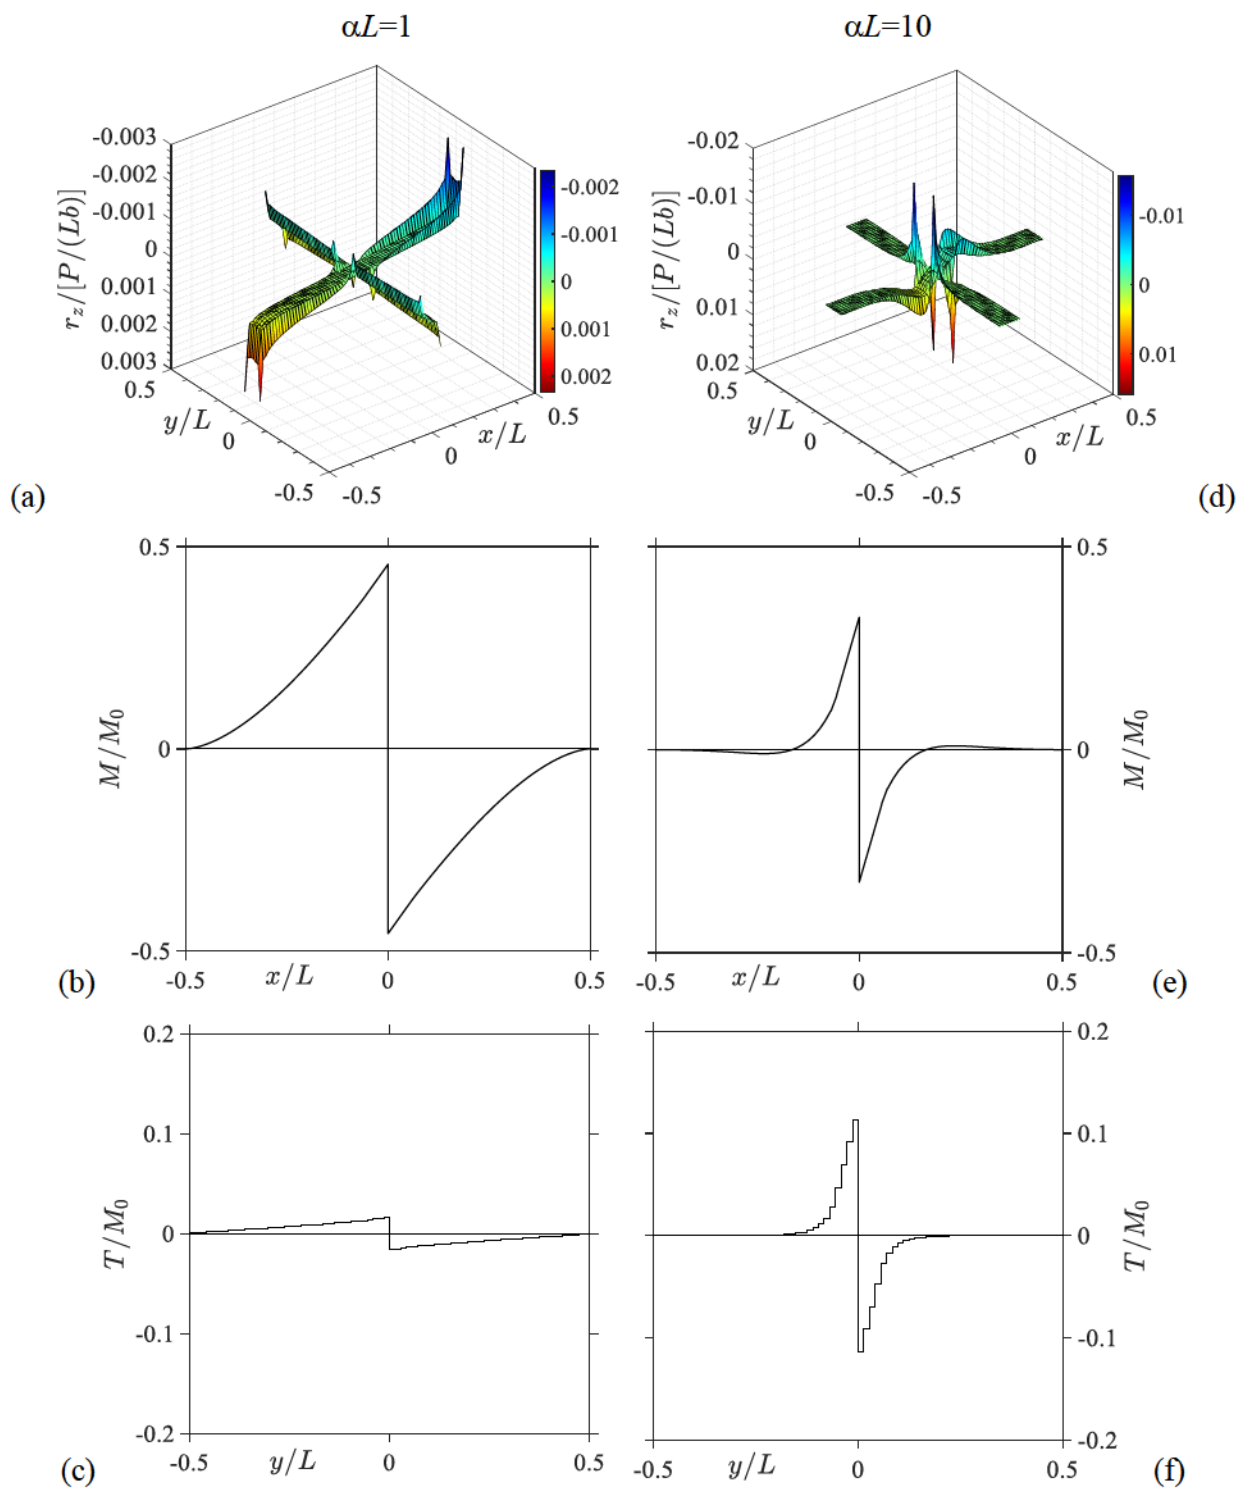 αL=1
αL=10
-0.003
-0.002
-0.001
0
0.001
0.002
0.003
r_z/[P/(Lb)]
0.5
y/L
0
-0.5
-0.5
0
x/L
0.5
-0.002
-0.001
0
0.001
0.002
(a)
-0.02
-0.01
0
0.01
0.02
r_z/[P/(Lb)]
0.5
y/L
0
-0.5
-0.5
0
x/L
0.5
-0.01
0
0.01
(d)
0.5
0
-0.5
M/M_0
-0.5
x/L
0
0.5
(b)
0.5
0
-0.5
M/M_0
-0.5
x/L
0
0.5
(e)
0.2
0.1
0
-0.1
-0.2
T/M_0
-0.5
y/L
0
0.5
(c)
0.2
0.1
0
-0.1
-0.2
T/M_0
-0.5
y/L
0
0.5
(f)